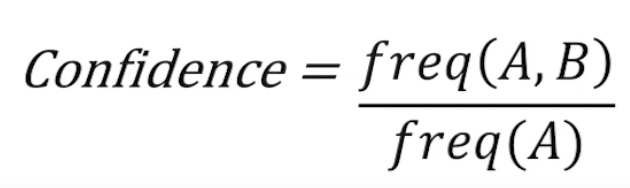 Confidence = freq(A, B)
freq(A)